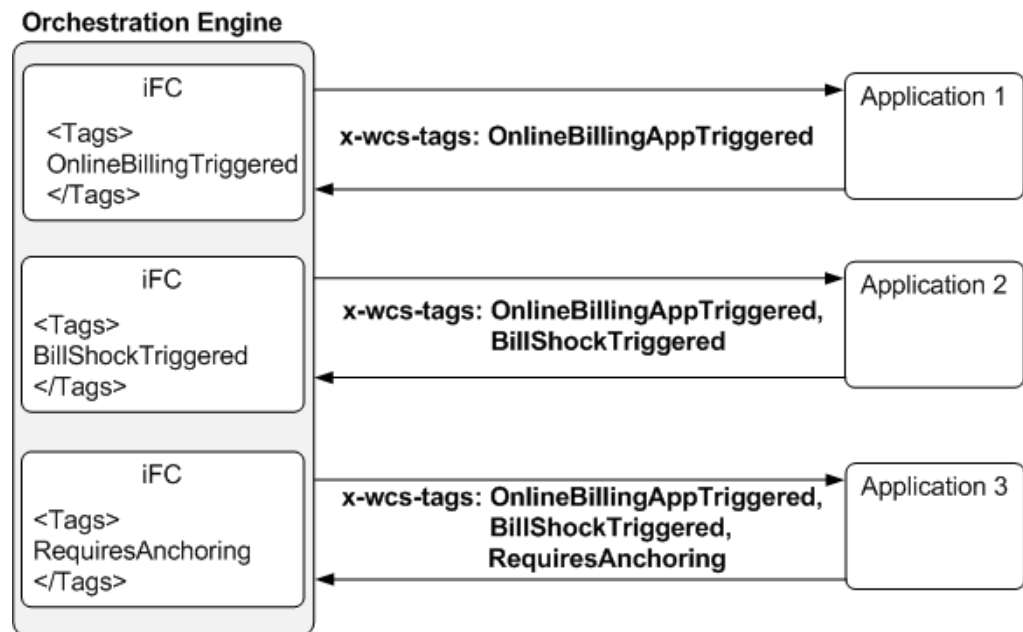 Orchestration Engine
iFC
<Tags>
OnlineBillingTriggered
</Tags>
x-wcs-tags: OnlineBillingAppTriggered
Application 1
iFC
<Tags>
BillShockTriggered
</Tags>
x-wcs-tags: OnlineBillingAppTriggered,
BillShockTriggered
Application 2
iFC
<Tags>
RequiresAnchoring
</Tags>
x-wcs-tags: OnlineBillingAppTriggered,
BillShockTriggered,
RequiresAnchoring
Application 3